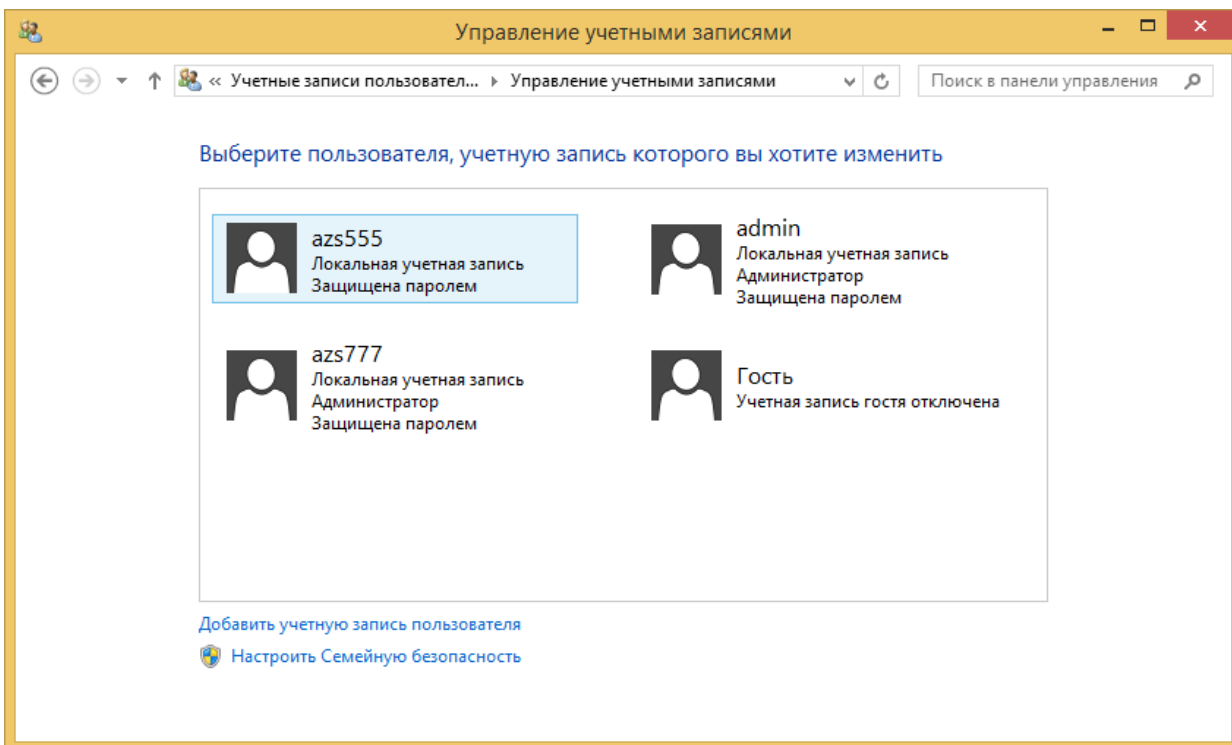 Управление учетными записями
« Учетные записи пользовател... Управление учетными записями
Поиск в панели управления
Выберите пользователя, учетную запись которого вы хотите изменить
azs555
Локальная учетная запись
Защищена паролем
admin
Локальная учетная запись
Администратор
Защищена паролем
azs777
Локальная учетная запись
Администратор
Защищена паролем
Гость
Учетная запись гостя отключена
Добавить учетную запись пользователя
Настроить Семейную безопасность